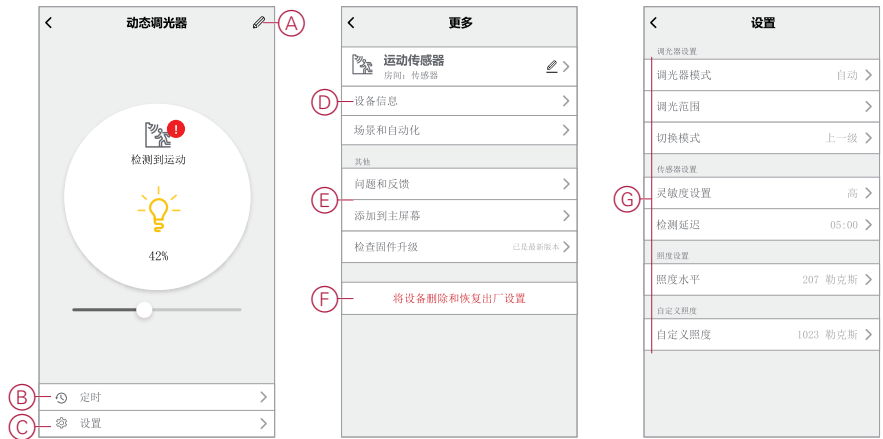 动态调光器
A
检测到运动
42%
B
定时
C
设置
更多
运动传感器
房间：传感器
D
设备信息
场景和自动化
其他
E
问题和反馈
添加到主屏幕
检查固件升级 已是最新版本
F
将设备删除和恢复出厂设置
设置
调光器设置
调光器模式 自动
调光范围
切换模式 上一级
传感器设置
G
灵敏度设置 高
检测延迟 05:00
照度设置
照度水平 207 勒克斯
自定义照度
自定义照度 1023 勒克斯